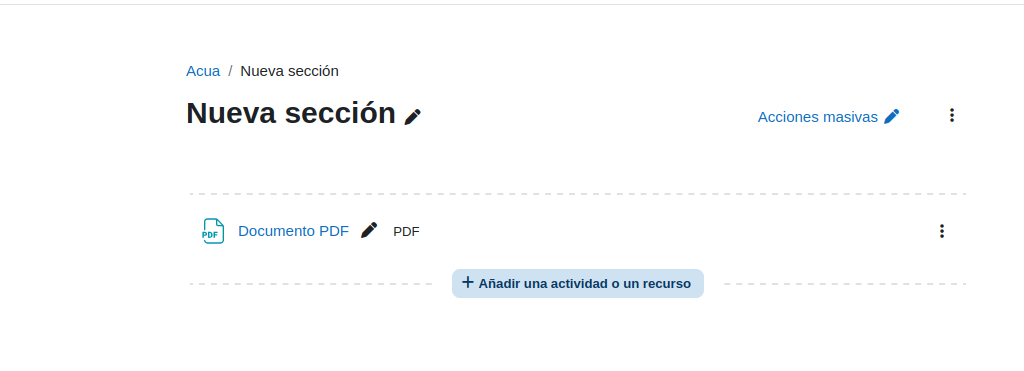 Acua / Nueva sección
Nueva sección
Acciones masivas
PDF Documento PDF PDF
+ Añadir una actividad o un recurso